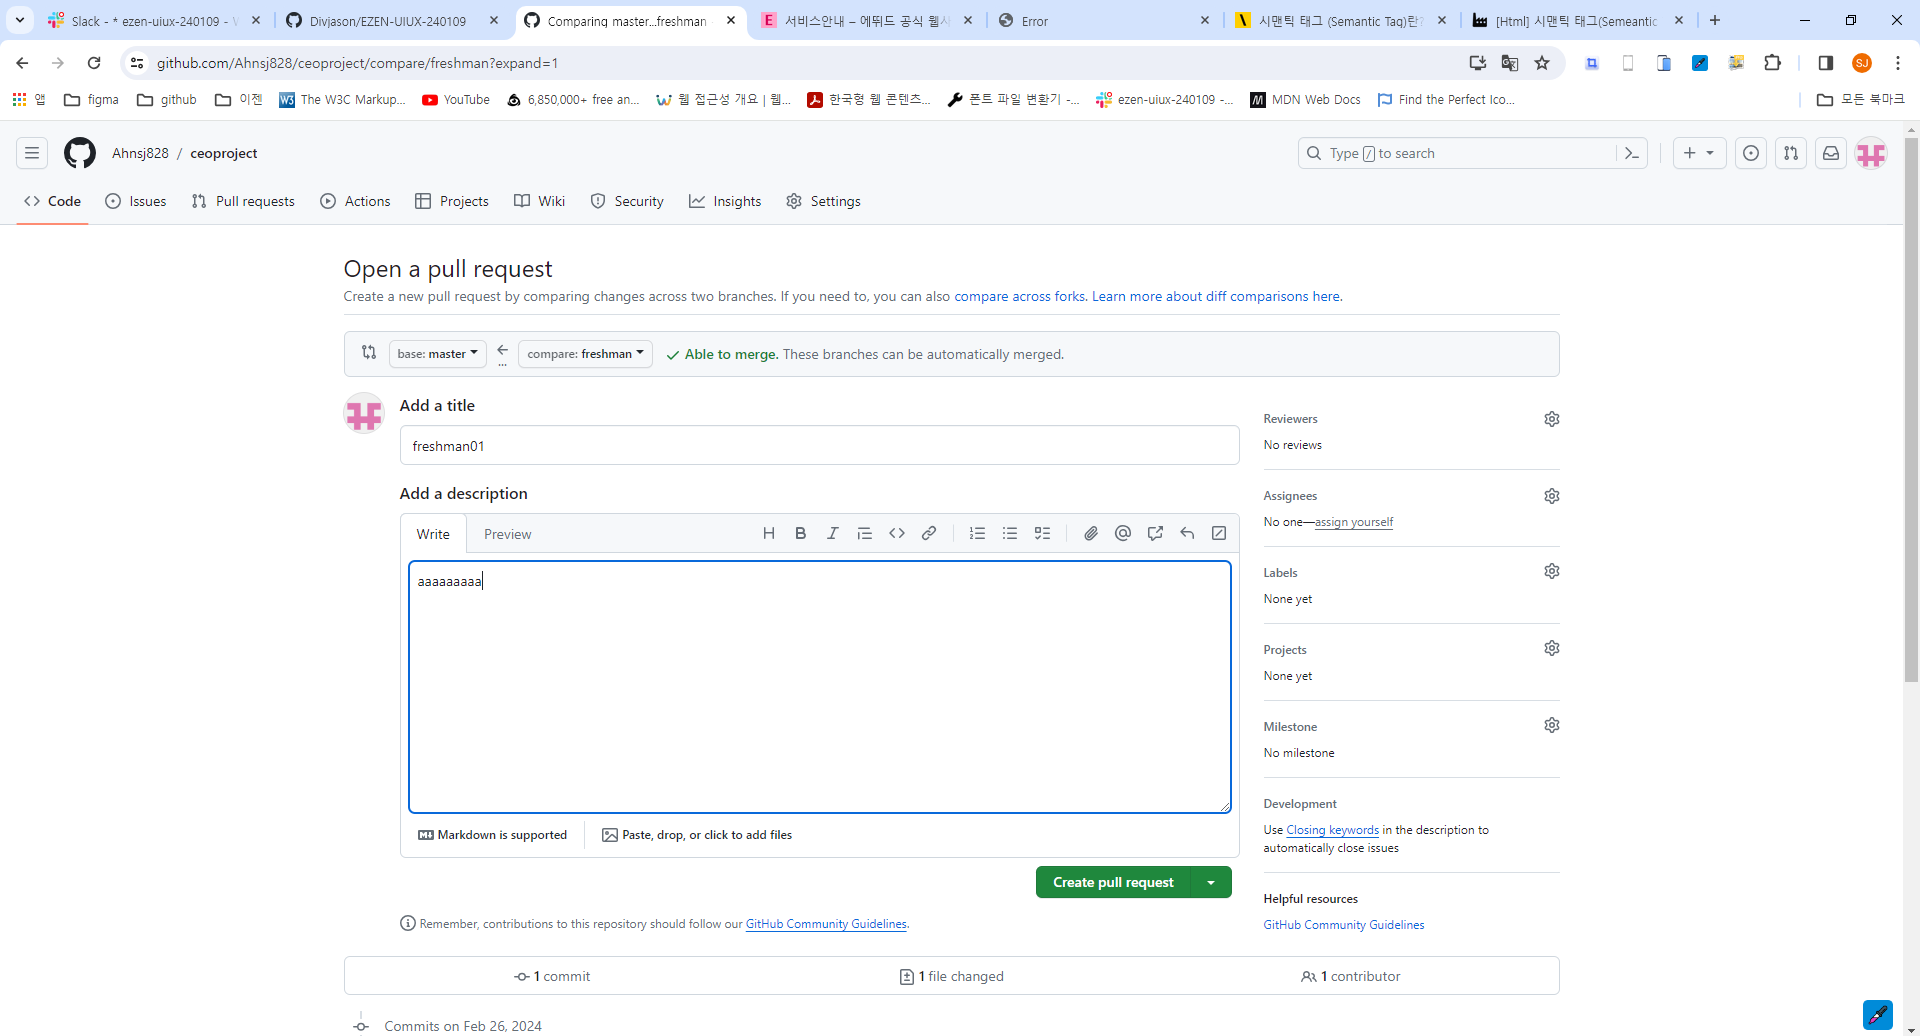 Slack - * ezen-uiux-240109 -
Divjason/EZEN-UIUX-240109
Comparing master...freshman
서비스안내 – 에뛰드 공식 웹사
Error
시맨틱 태그 (Semantic Tag)란?
[Html] 시맨틱 태그(Semeantic
github.com/Ahnsj828/ceoproject/compare/freshman?expand=1
SJ
앱
figma
github
이젠
The W3C Markup...
YouTube
6,850,000+ free an...
웹 접근성 개요 | 웹...
한국형 웹 콘텐츠...
폰트 파일 변환기 -...
ezen-uiux-240109 -...
MDN Web Docs
Find the Perfect Ico...
모든 북마크
Ahnsj828 / ceoproject
Type / to search
Code
Issues
Pull requests
Actions
Projects
Wiki
Security
Insights
Settings
Open a pull request
Create a new pull request by comparing changes across two branches. If you need to, you can also compare across forks. Learn more about diff comparisons here.
base: master
...
compare: freshman
Able to merge. These branches can be automatically merged.
Add a title
freshman01
Add a description
Write
Preview
aaaaaaaaa
Markdown is supported
Paste, drop, or click to add files
Create pull request
Remember, contributions to this repository should follow our GitHub Community Guidelines.
Reviewers
No reviews
Assignees
No one—assign yourself
Labels
None yet
Projects
None yet
Milestone
No milestone
Development
Use Closing keywords in the description to
automatically close issues
Helpful resources
GitHub Community Guidelines
1 commit
1 file changed
1 contributor
Commits on Feb 26, 2024